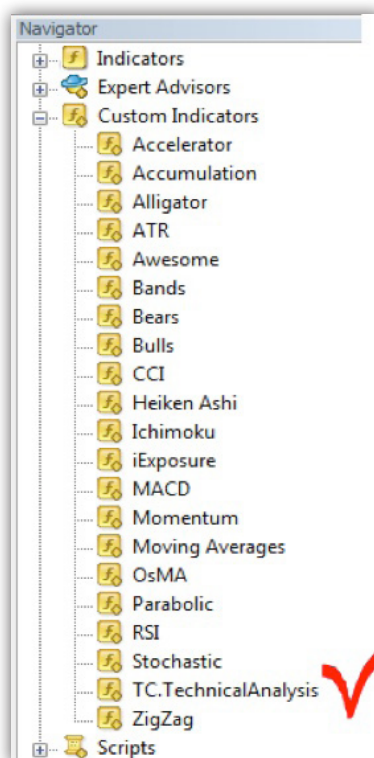 Navigator
Indicators
Expert Advisors
Custom Indicators
Accelerator
Accumulation
Alligator
ATR
Awesome
Bands
Bears
Bulls
CCI
Heiken Ashi
Ichimoku
iExposure
MACD
Momentum
Moving Averages
OsMA
Parabolic
RSI
Stochastic
TC.TechnicalAnalysis
ZigZag
Scripts